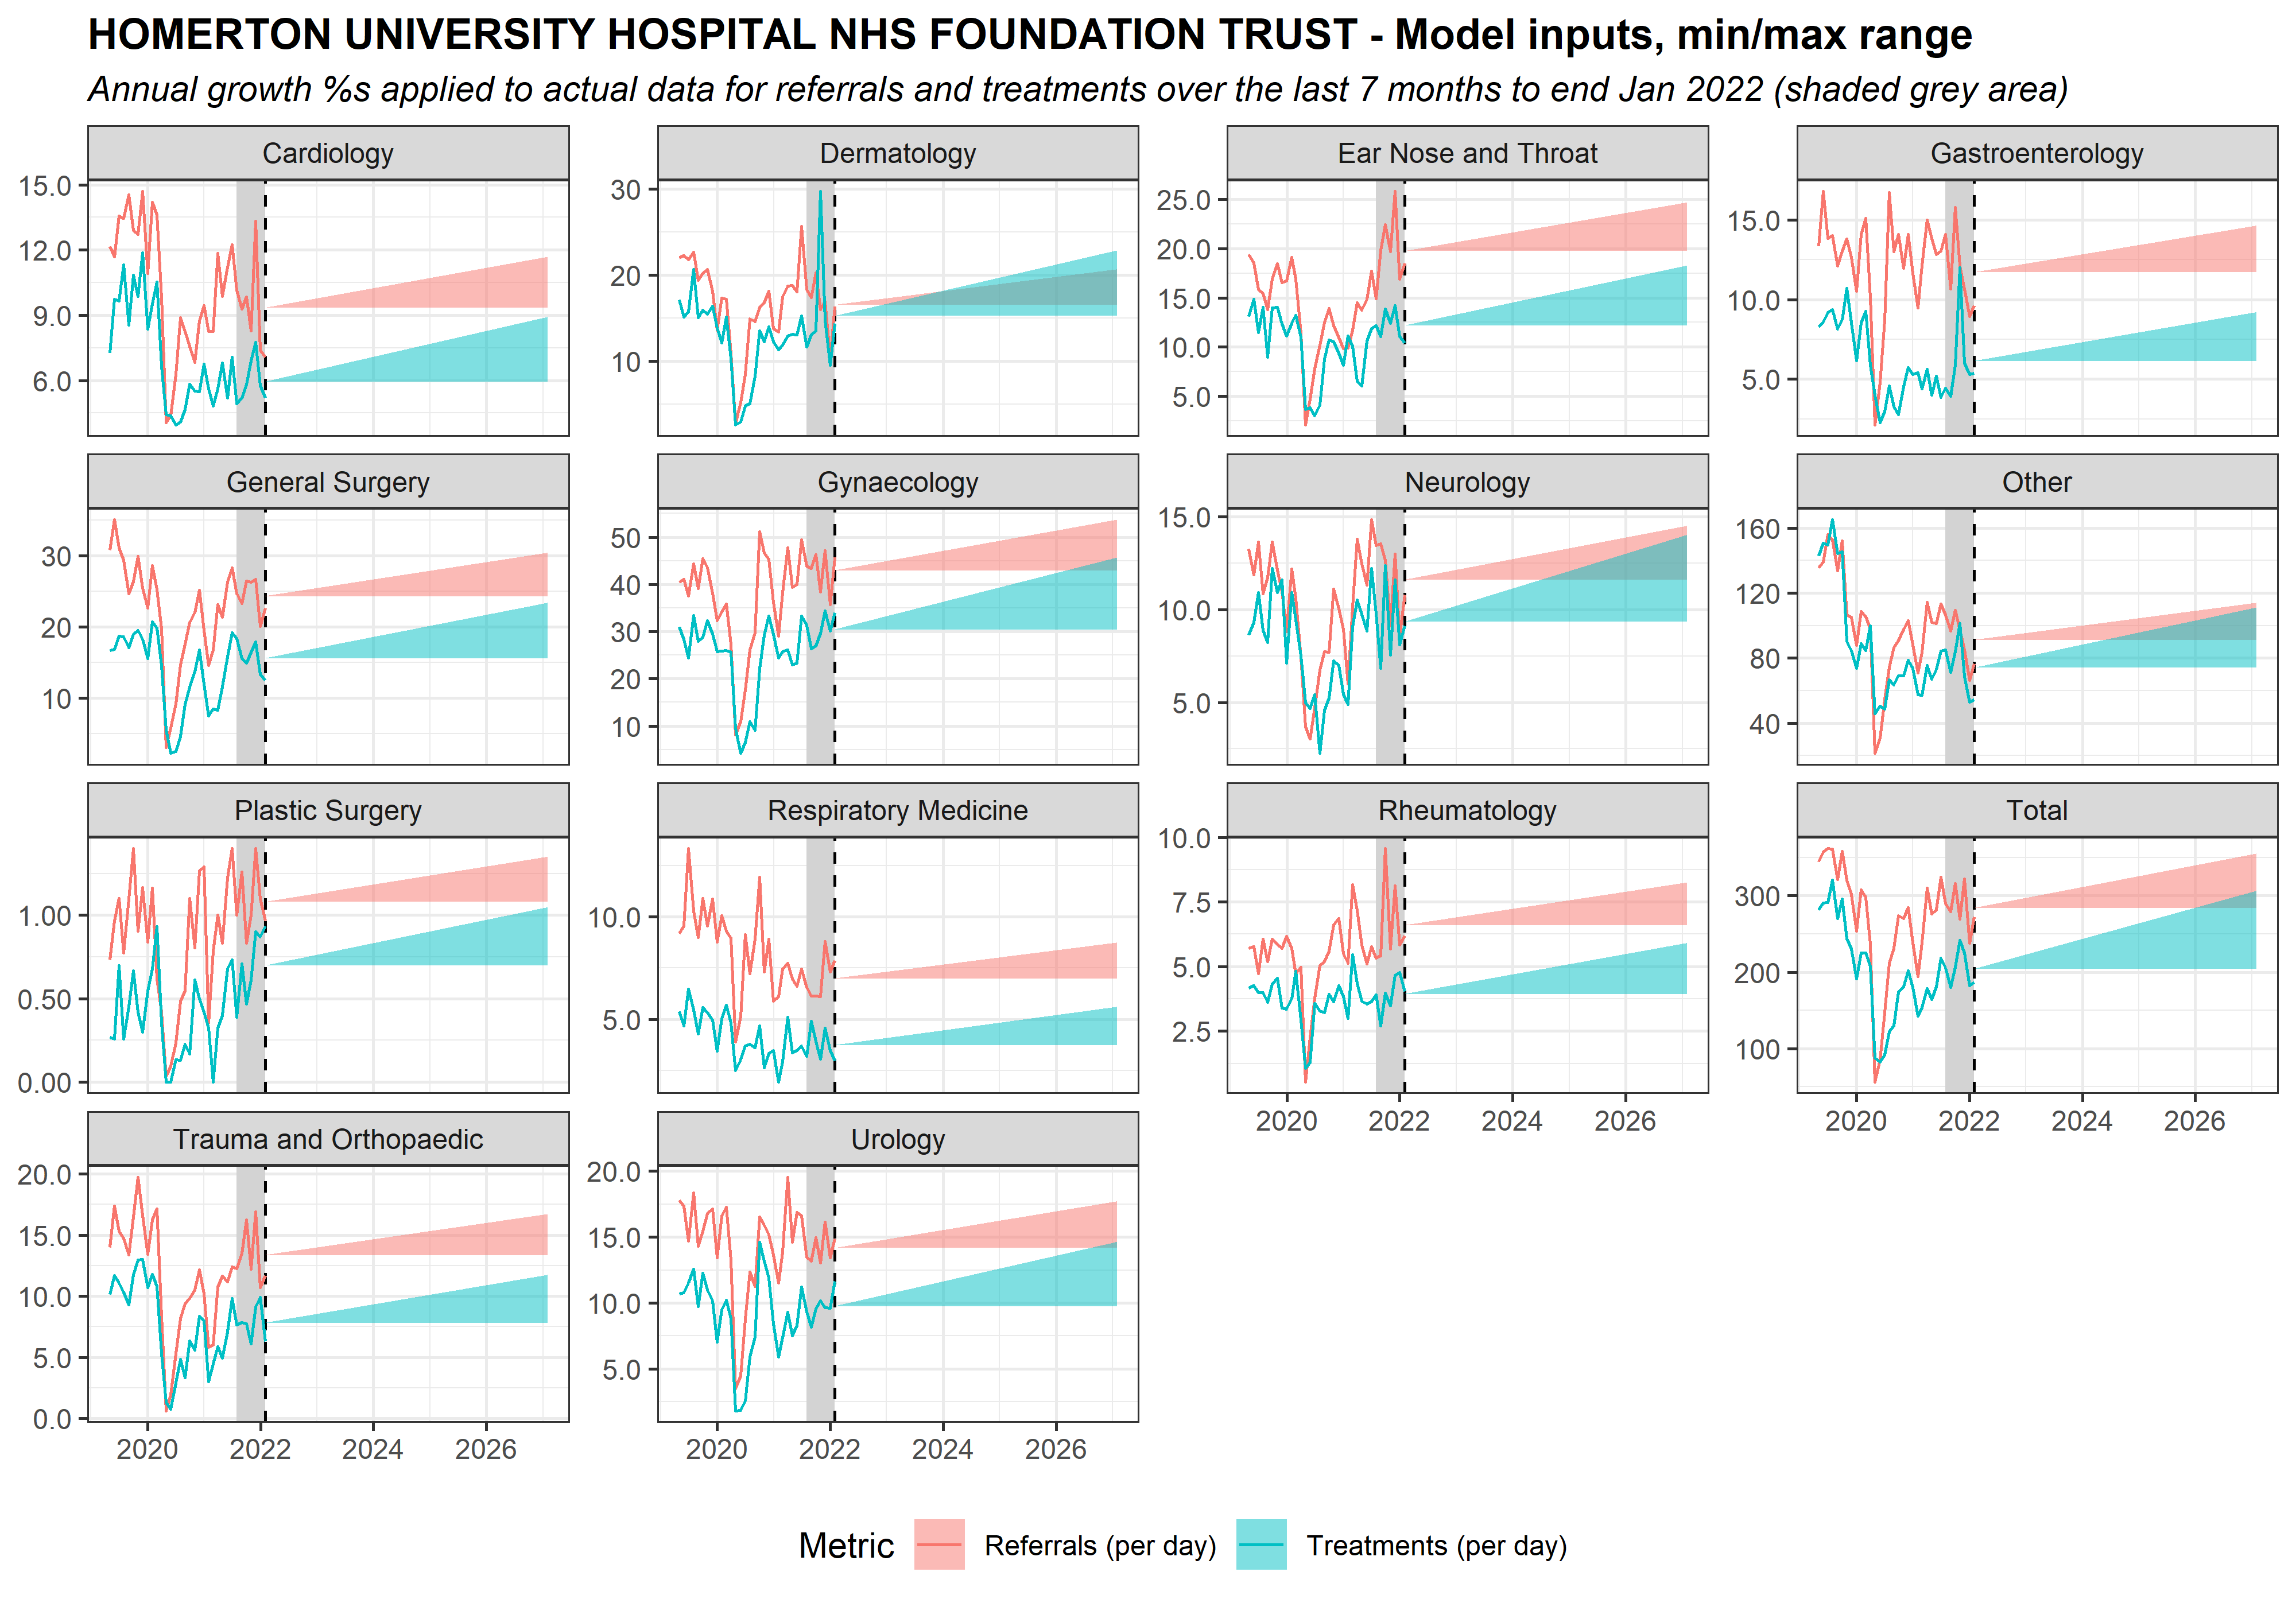 HOMERTON UNIVERSITY HOSPITAL NHS FOUNDATION TRUST - Model inputs, min/max range
Annual growth %s applied to actual data for referrals and treatments over the last 7 months to end Jan 2022 (shaded grey area)
Cardiology
15.0
12.0
9.0
6.0
Dermatology
30
20
10
Ear Nose and Throat
25.0
20.0
15.0
10.0
5.0
Gastroenterology
15.0
10.0
5.0
General Surgery
30
20
10
Gynaecology
50
40
30
20
10
Neurology
15.0
10.0
5.0
Other
160
120
80
40
Plastic Surgery
1.00
0.50
0.00
Respiratory Medicine
10.0
5.0
Rheumatology
10.0
7.5
5.0
2.5
2020 2022 2024 2026
Total
300
200
100
2020 2022 2024 2026
Trauma and Orthopaedic
20.0
15.0
10.0
5.0
0.0
2020 2022 2024 2026
Urology
20.0
15.0
10.0
5.0
2020 2022 2024 2026
Metric Referrals (per day) Treatments (per day)